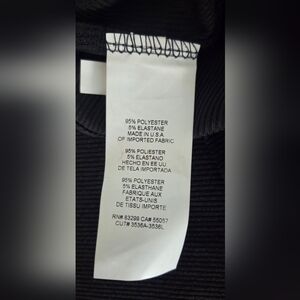 95% POLYESTER
5% ELASTANE
MADE IN U.S.A
OF IMPORTED FABRIC
95% POLIESTER
5% ELASTANO
HECHO EN EE UU
DE TELA IMPORTADA
95% POLYESTER
5% ELASTHANE
FABRIQUE AUX
ETATS-UNIS
DE TISSU IMPORTE
RN# 83299 CA# 55057
CUT# 3536A-3536L